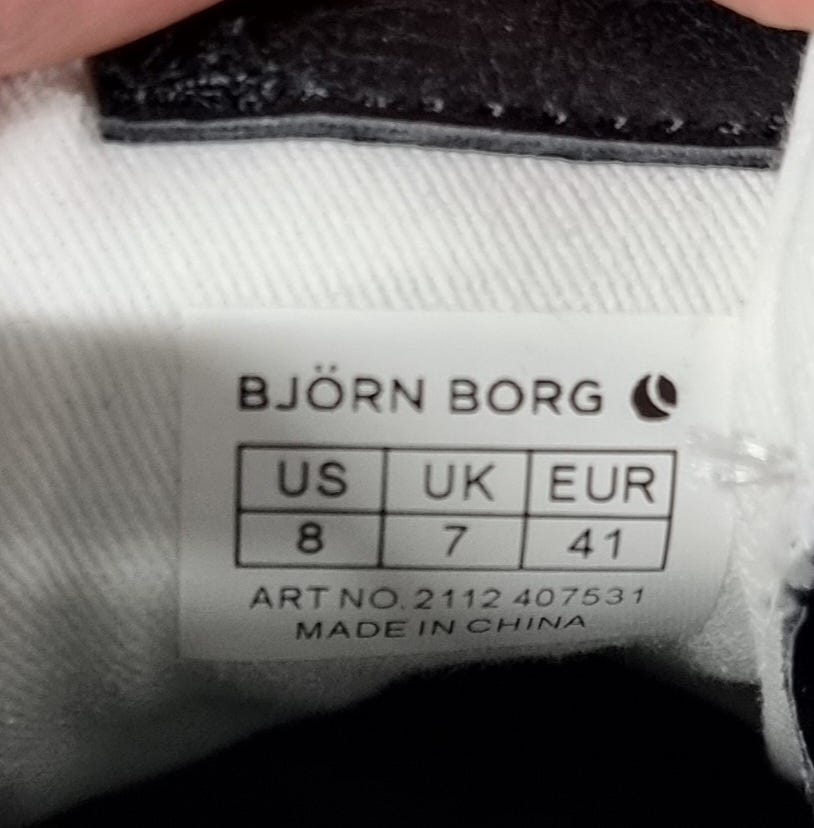 BJÖRN BORG
US UK EUR
8 7 41
ART NO. 2112 407531
MADE IN CHINA